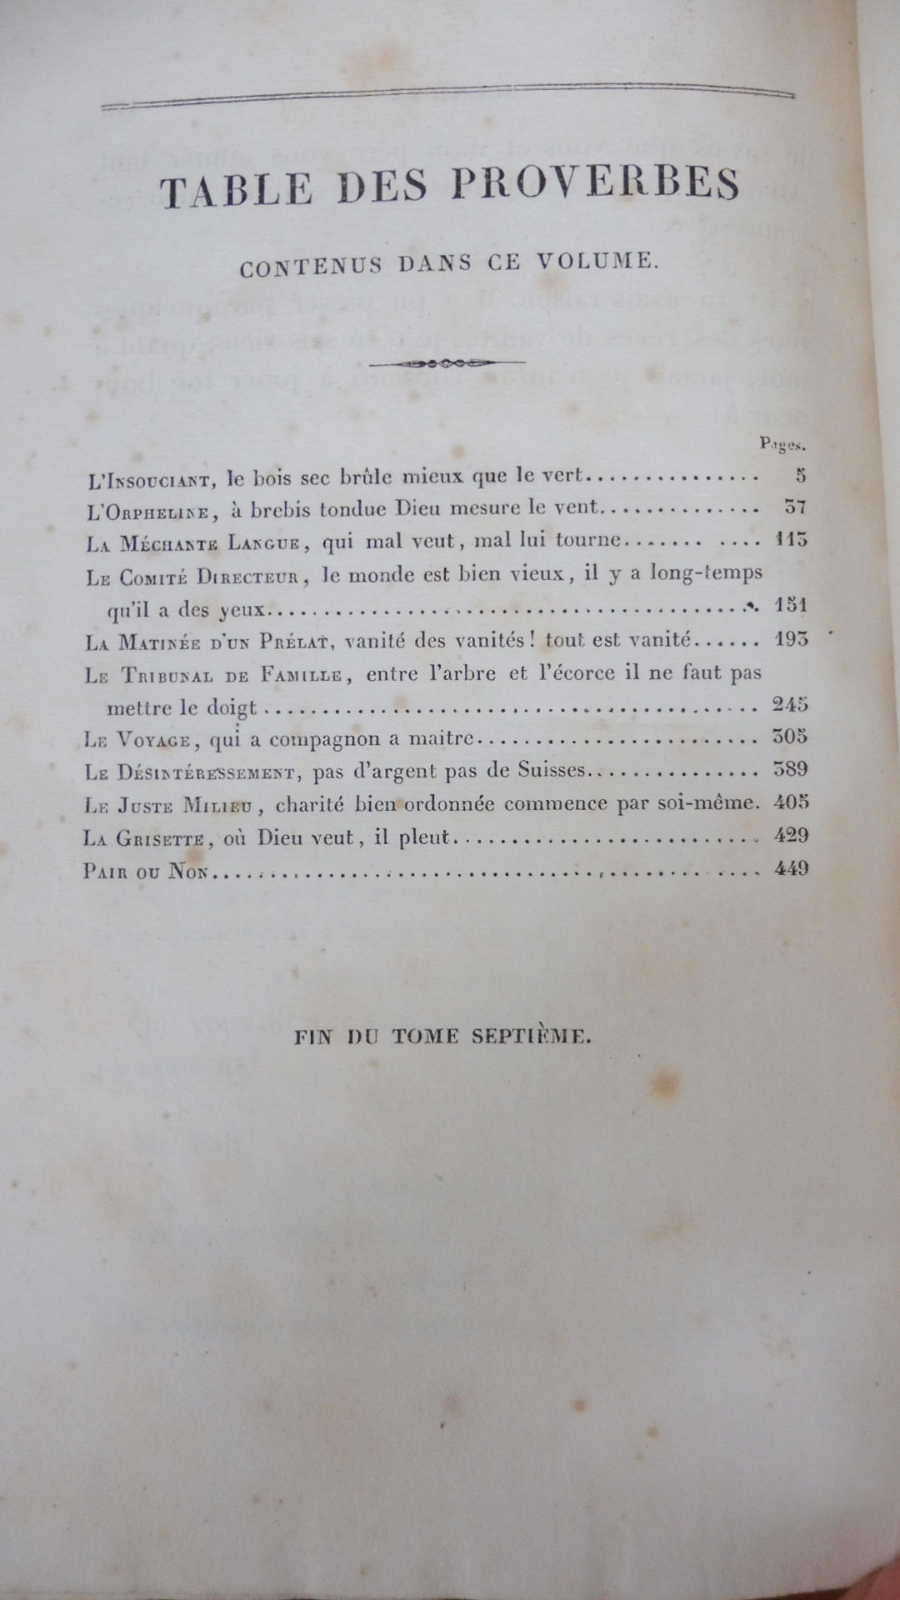 TABLE DES PROVERBES
CONTENUS DANS CE VOLUME.
Pages.
L'Insouciant, le bois sec brûle mieux que le vert............... 5
L'Orpheline, à brebis tondue Dieu mesure le vent.............. 37
La Méchante Langue, qui mal veut, mal lui tourne....... .... 113
Le Comité Directeur, le monde est bien vieux, il y a long-temps
qu'il a des yeux............................................. 151
La Matinée d'un Prélat, vanité des vanités! tout est vanité...... 193
Le Tribunal de Famille, entre l'arbre et l'écorce il ne faut pas
mettre le doigt............................................. 245
Le Voyage, qui a compagnon a maitre.......................... 305
Le Désintéressement, pas d'argent pas de Suisses............... 389
Le Juste Milieu, charité bien ordonnée commence par soi-même. 405
La Grisette, où Dieu veut, il pleut............................ 429
Pair ou Non................................................ 449
FIN DU TOME SEPTIÈME.